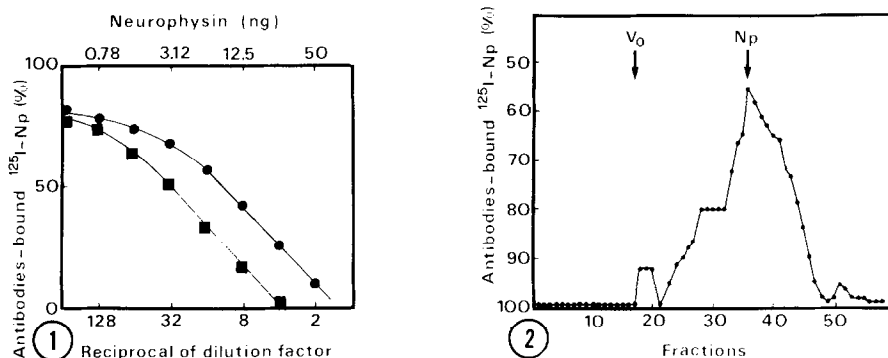 Neurophysin (ng)
0.78 3.12 12.5 50
Antibodies-bound ¹²⁵I-Np (%)
100
50
0
128 32 8 2
Reciprocal of dilution factor
1
Antibodies-bound ¹²⁵I-Np (%)
V₀ Np
50
60
70
80
90
100
10 20 30 40 50
Fractions
2